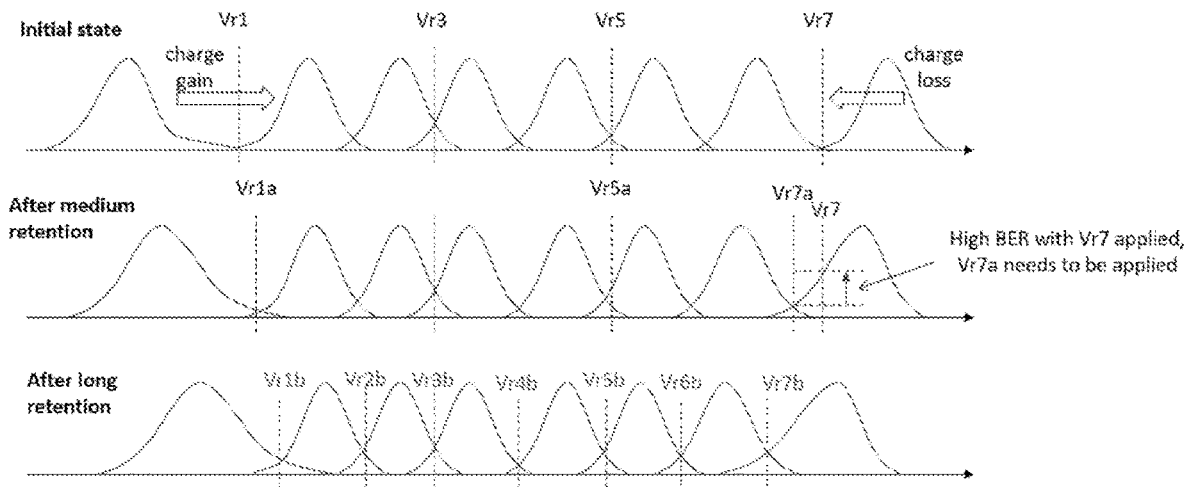 Initial state
Vr1
Vr3
Vr5
Vr7
charge
gain
charge
loss
After medium
retention
Vr1a
Vr5a
Vr7a
Vr7
High BER with Vr7 applied,
Vr7a needs to be applied
After long
retention
Vr1b
Vr2b
Vr3b
Vr4b
Vr5b
Vr6b
Vr7b